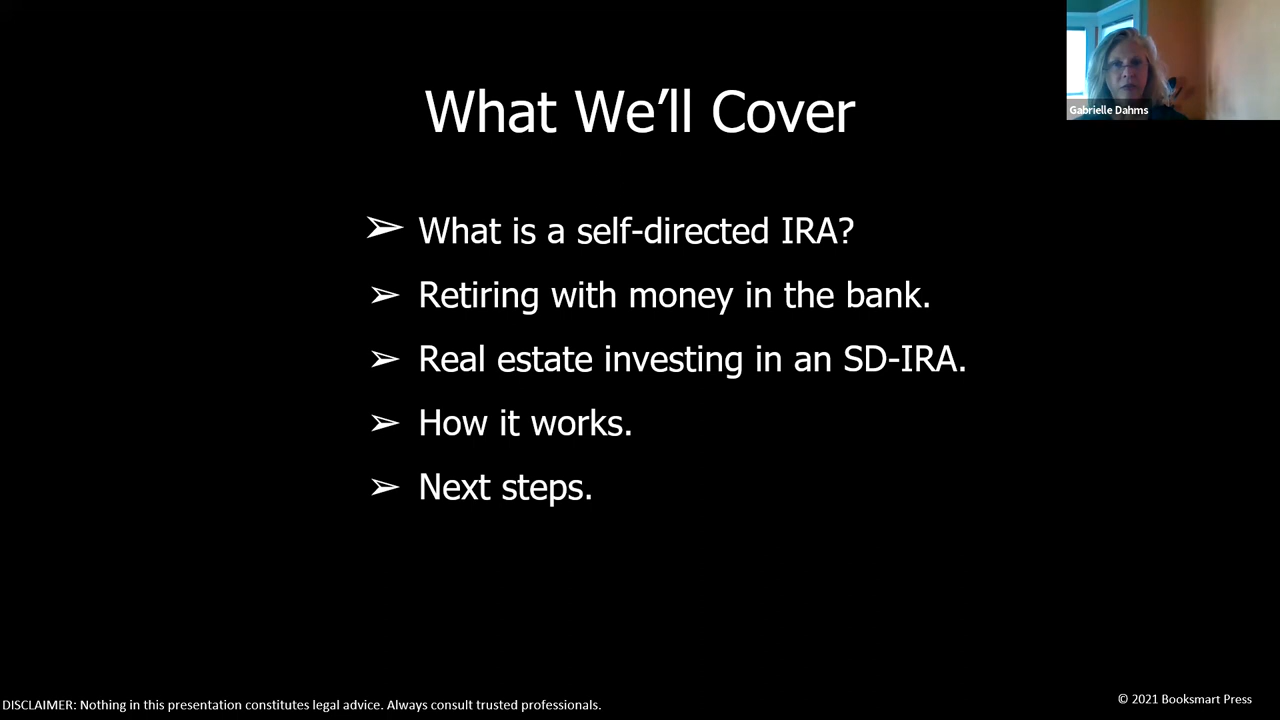 Gabrielle Dahms
What We’ll Cover
➢ What is a self-directed IRA?
➢ Retiring with money in the bank.
➢ Real estate investing in an SD-IRA.
➢ How it works.
➢ Next steps.
DISCLAIMER: Nothing in this presentation constitutes legal advice. Always consult trusted professionals.
© 2021 Booksmart Press